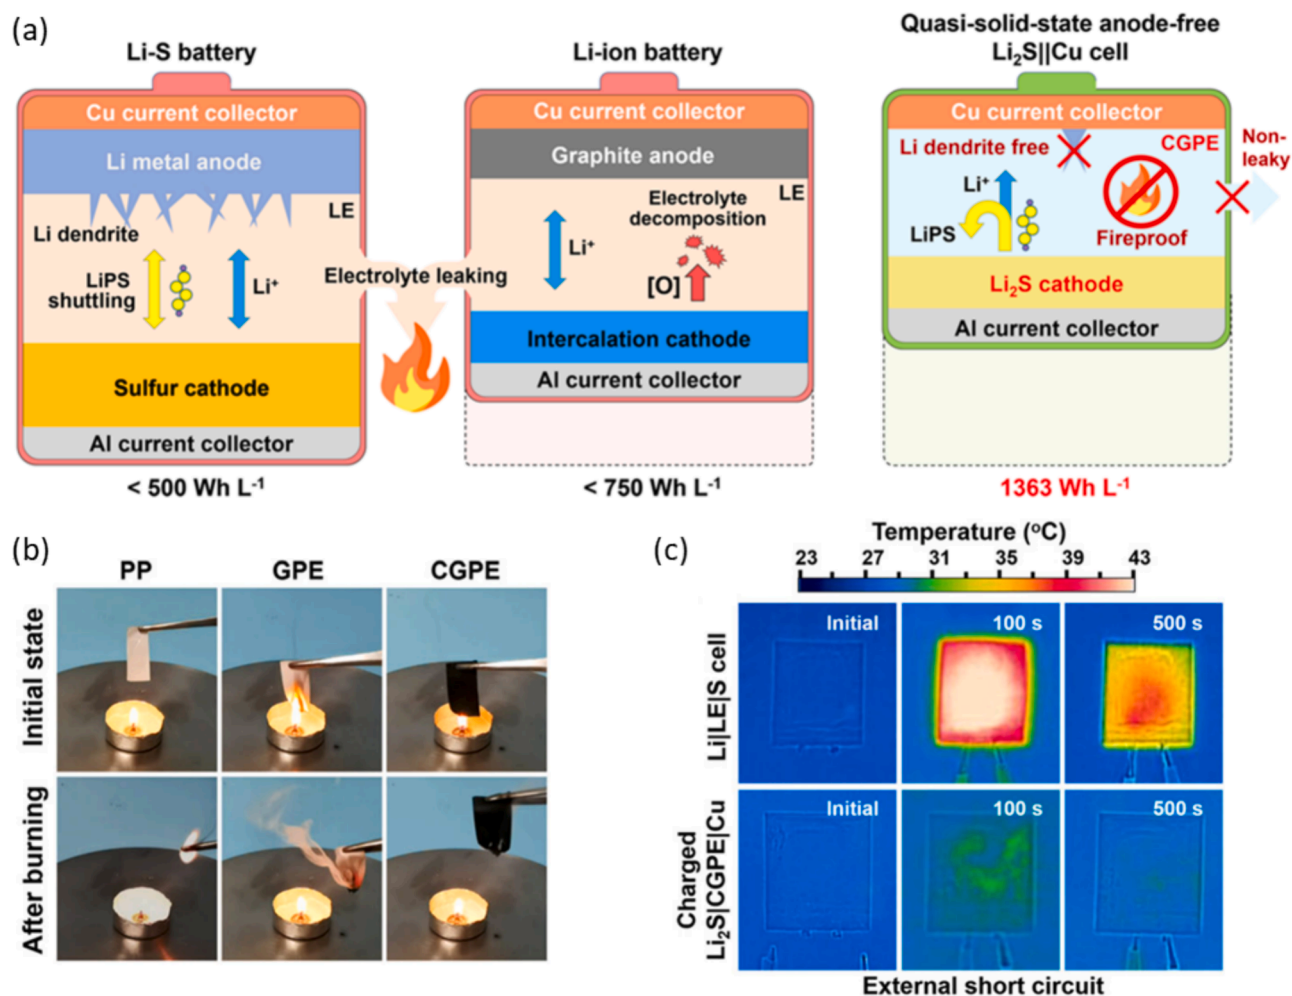 (a)
Li-S battery
Cu current collector
Li metal anode
LE
Li dendrite
LiPS
shuttling
Li⁺
Sulfur cathode
Al current collector
< 500 Wh L⁻¹
Electrolyte leaking
Li-ion battery
Cu current collector
Graphite anode
LE
Electrolyte
decomposition
Li⁺
[O]
Intercalation cathode
Al current collector
< 750 Wh L⁻¹
Quasi-solid-state anode-free
Li₂S||Cu cell
Cu current collector
Li dendrite free
CGPE
Non-
leaky
Li⁺
LiPS
Fireproof
Li₂S cathode
Al current collector
1363 Wh L⁻¹
(b)
PP
GPE
CGPE
Initial state
After burning
(c)
Temperature (ᵒC)
23 27 31 35 39 43
Li|LE|S cell
Initial
100 s
500 s
Charged
Li₂S|CGPE|Cu
Initial
100 s
500 s
External short circuit